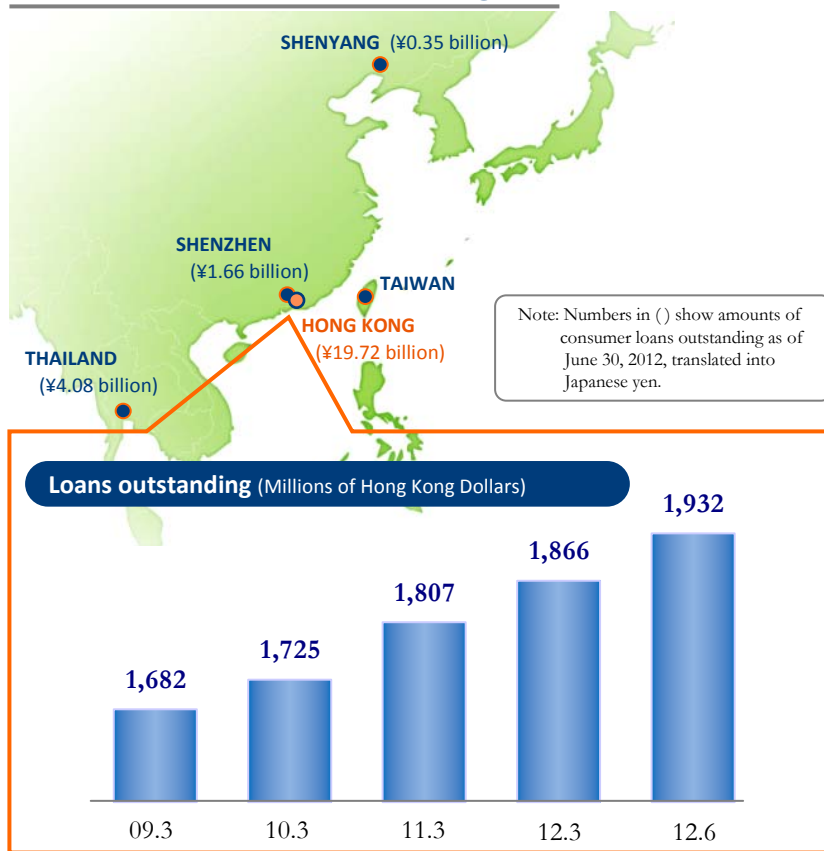 SHENYANG (¥0.35 billion)
SHENZHEN
(¥1.66 billion)
TAIWAN
HONG KONG
(¥19.72 billion)
THAILAND
(¥4.08 billion)
Note: Numbers in ( ) show amounts of
consumer loans outstanding as of
June 30, 2012, translated into
Japanese yen.
Loans outstanding (Millions of Hong Kong Dollars)
1,682
1,725
1,807
1,866
1,932
09.3
10.3
11.3
12.3
12.6